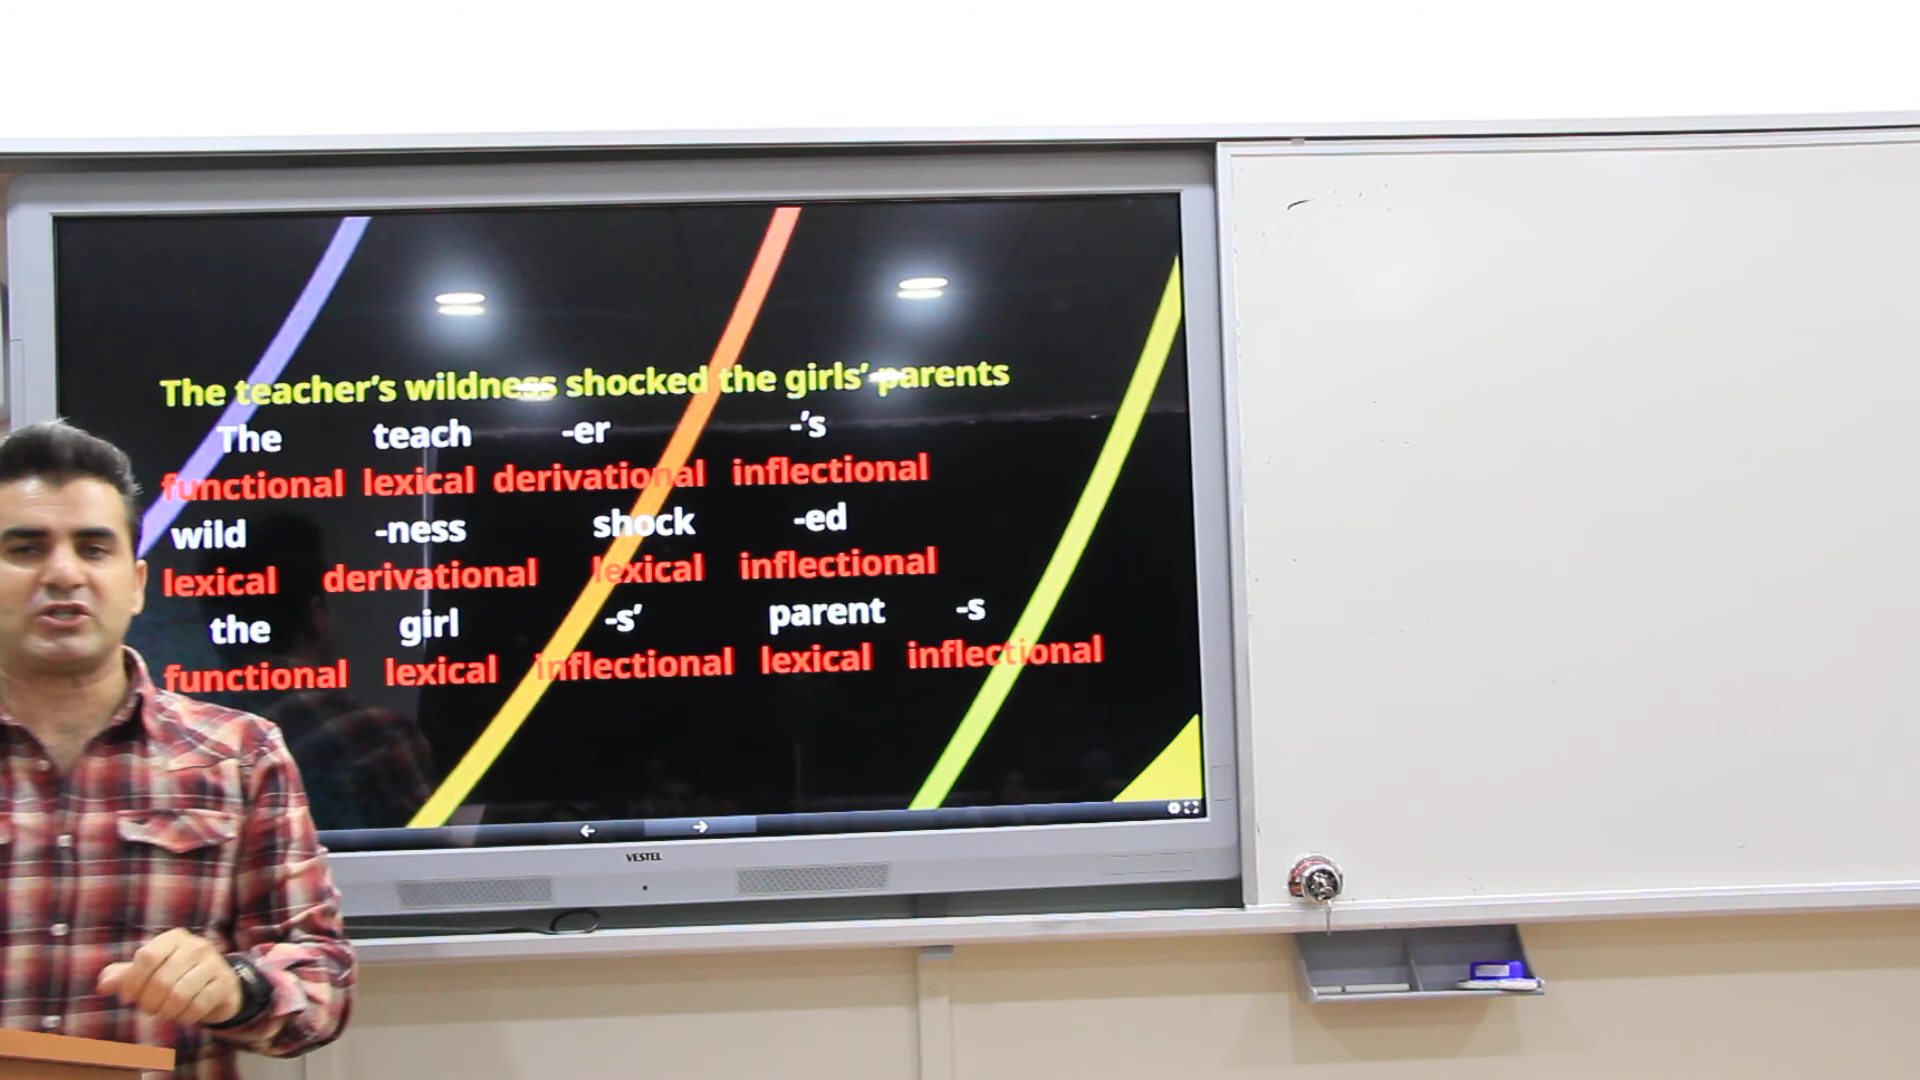 The teacher's wildness shocked the girls' parents
The teach -er -'s
functional lexical derivational inflectional
wild -ness shock -ed
lexical derivational lexical inflectional
the girl -s' parent -s
functional lexical inflectional lexical inflectional
VESTEL